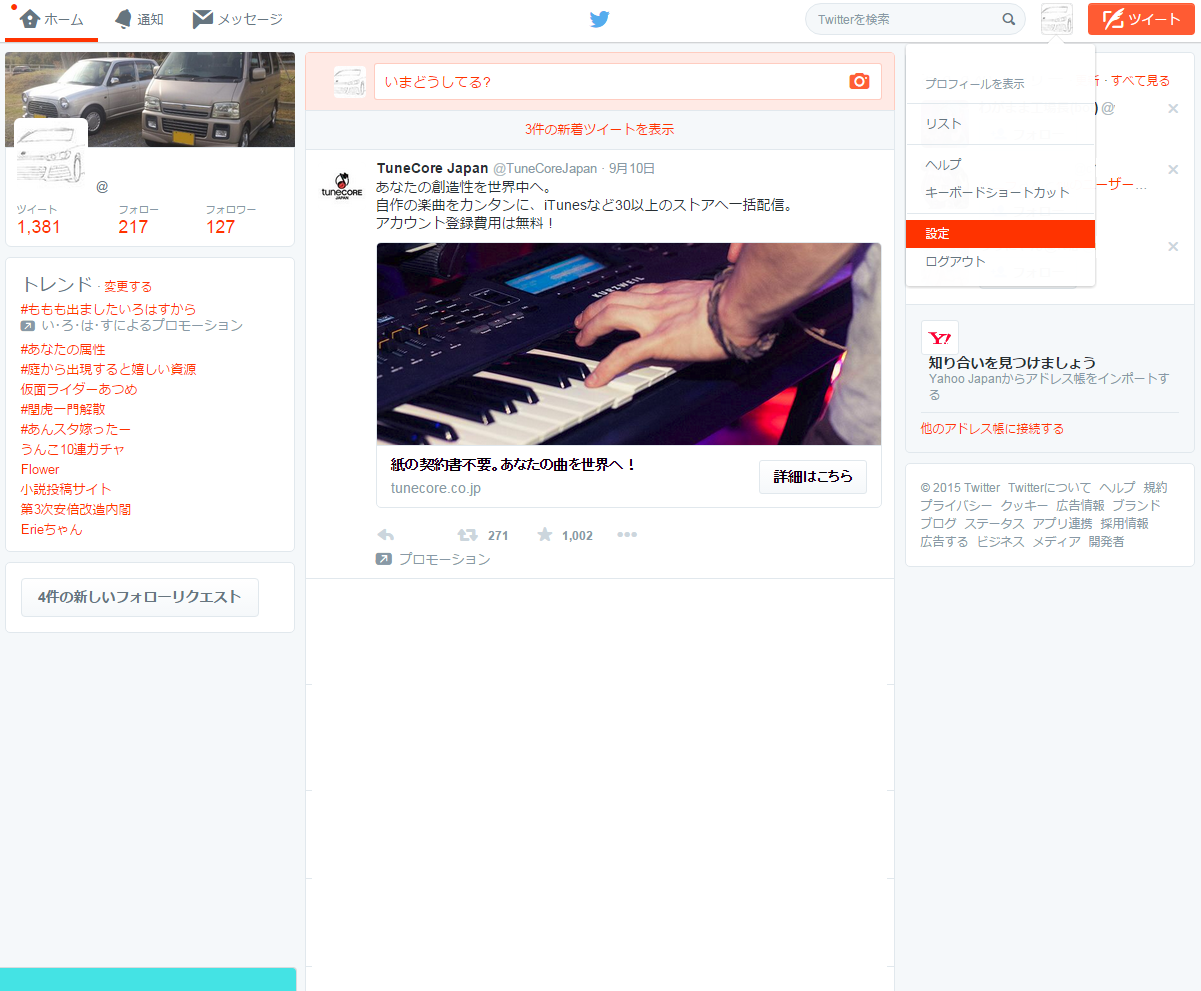 ホーム 通知 メッセージ Twitterを検索 ツイート
@
ツイート フォロー フォロワー
1,381 217 127
トレンド · 変更する
#ももも出ましたいろはすから
い・ろ・は・すによるプロモーション
#あなたの属性
#庭から出現すると嬉しい資源
仮面ライダーあつめ
#闇虎一門解散
#あんスタ嫁ったー
うんこ10連ガチャ
Flower
小説投稿サイト
第3次安倍改造内閣
Erieちゃん
4件の新しいフォローリクエスト
いまどうしてる?
3件の新着ツイートを表示
TuneCore Japan @TuneCoreJapan · 9月10日
tunecore
JAPAN
あなたの創造性を世界中へ。
自作の楽曲をカンタンに、iTunesなど30以上のストアへ一括配信。
アカウント登録費用は無料！
KURZWEIL
紙の契約書不要。あなたの曲を世界へ！
tunecore.co.jp
詳細はこちら
271 1,002
プロモーション
プロフィールを表示
リスト
ヘルプ
キーボードショートカット
設定
ログアウト
新 · すべて見る
) @
ーザー…
Y!
知り合いを見つけましょう
Yahoo Japanからアドレス帳をインポートす
る
他のアドレス帳に接続する
© 2015 Twitter Twitterについて ヘルプ 規約
プライバシー クッキー 広告情報 ブランド
ブログ ステータス アプリ連携 採用情報
広告する ビジネス メディア 開発者